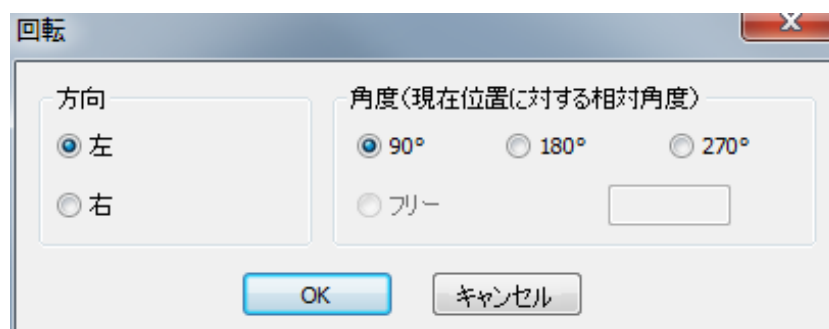 回転
方向
左
右
角度(現在位置に対する相対角度)
90° 180° 270°
フリー
OK キャンセル